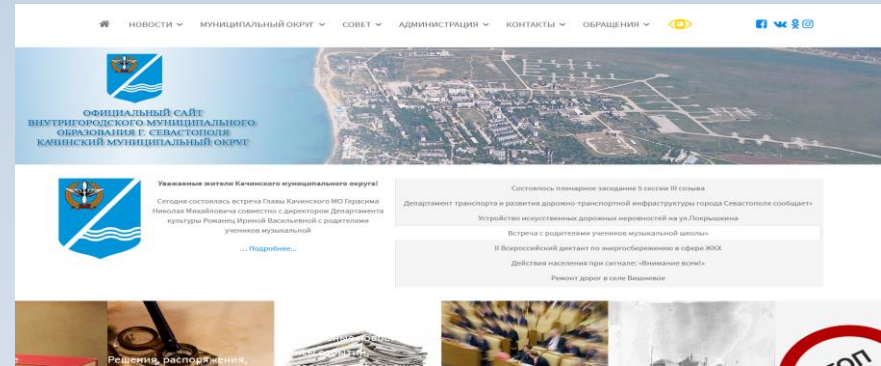 НОВОСТИ МУНИЦИПАЛЬНЫЙ ОКРУГ СОВЕТ АДМИНИСТРАЦИЯ КОНТАКТЫ ОБРАЩЕНИЯ
ОФИЦИАЛЬНЫЙ САЙТ
ВНУТРИГОРОДСКОГО МУНИЦИПАЛЬНОГО
ОБРАЗОВАНИЯ Г. СЕВАСТОПОЛЯ
КАЧИНСКИЙ МУНИЦИПАЛЬНЫЙ ОКРУГ
Уважаемые жители Качинского муниципального округа!
Сегодня состоялась встреча Главы Качинского МО Герасима
Николая Михайловича совместно с директором Департамента
культуры Романец Ириной Васильевной с родителями
учеников музыкальной
... Подробнее...
Состоялось пленарное заседание 5 сессии III созыва
Департамент транспорта и развития дорожно-транспортной инфраструктуры города Севастополя сообщает»
Устройство искусственных дорожных неровностей на ул.Покрышкина
Встреча с родителями учеников музыкальной школы»
II Всероссийский диктант по энергосбережению в сфере ЖКХ
Действия населения при сигнале: «Внимание всем!»
Ремонт дорог в селе Вишневое
Решения, распоряжения,